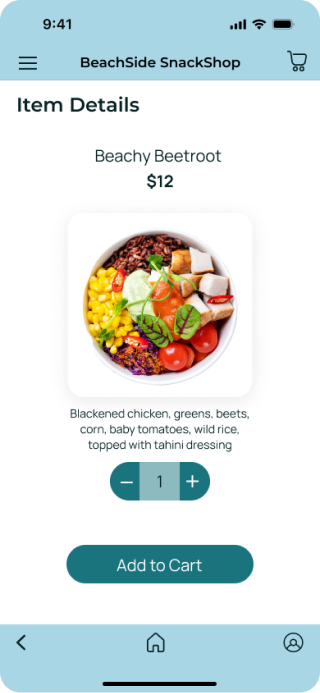 9:41
BeachSide SnackShop
Item Details
Beachy Beetroot
$12
Blackened chicken, greens, beets,
corn, baby tomatoes, wild rice,
topped with tahini dressing
− 1 +
Add to Cart